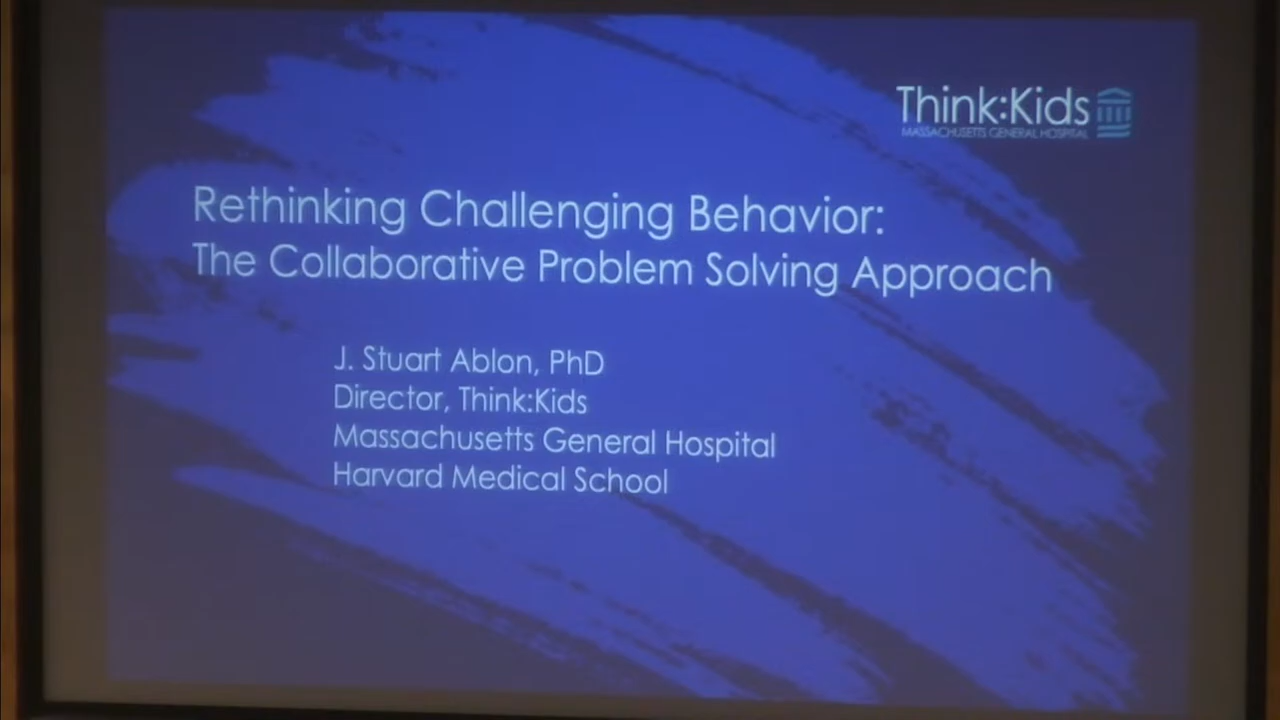 Think:Kids
MASSACHUSETTS GENERAL HOSPITAL
Rethinking Challenging Behavior:
The Collaborative Problem Solving Approach
J. Stuart Ablon, PhD
Director, Think:Kids
Massachusetts General Hospital
Harvard Medical School